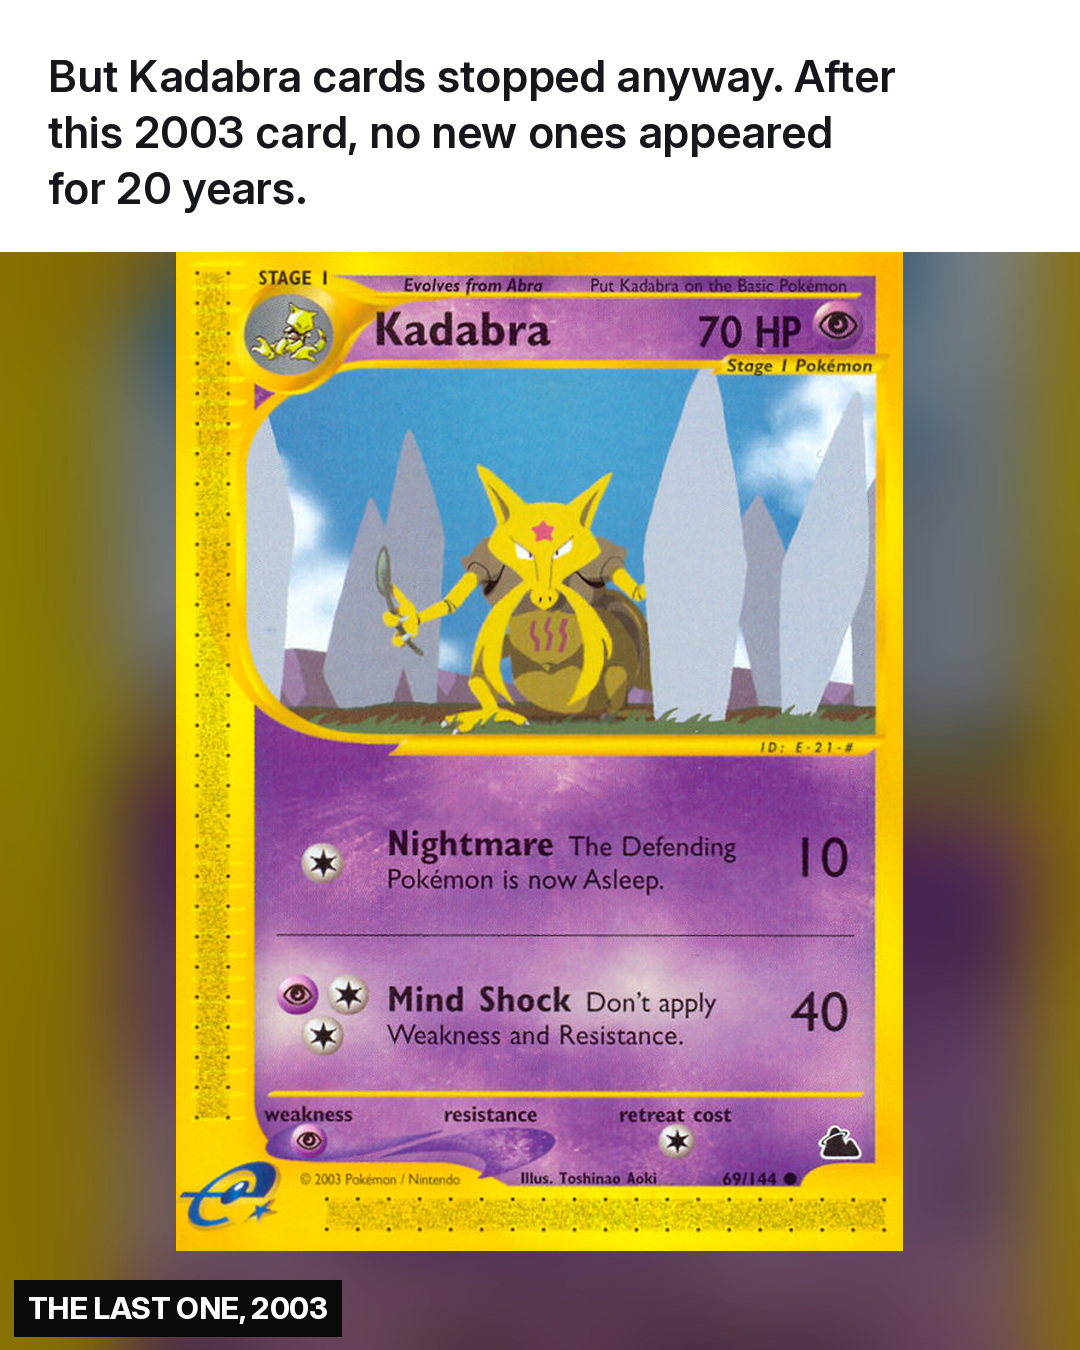 But Kadabra cards stopped anyway. After
this 2003 card, no new ones appeared
for 20 years.
STAGE 1
Evolves from Abra
Put Kadabra on the Basic Pokémon
Kadabra
70 HP
Stage 1 Pokémon
ID: E-21-#
Nightmare The Defending
Pokémon is now Asleep.
10
Mind Shock Don't apply
Weakness and Resistance.
40
weakness
resistance
retreat cost
e
© 2003 Pokémon / Nintendo
Illus. Toshinao Aoki
69/144
THE LAST ONE, 2003